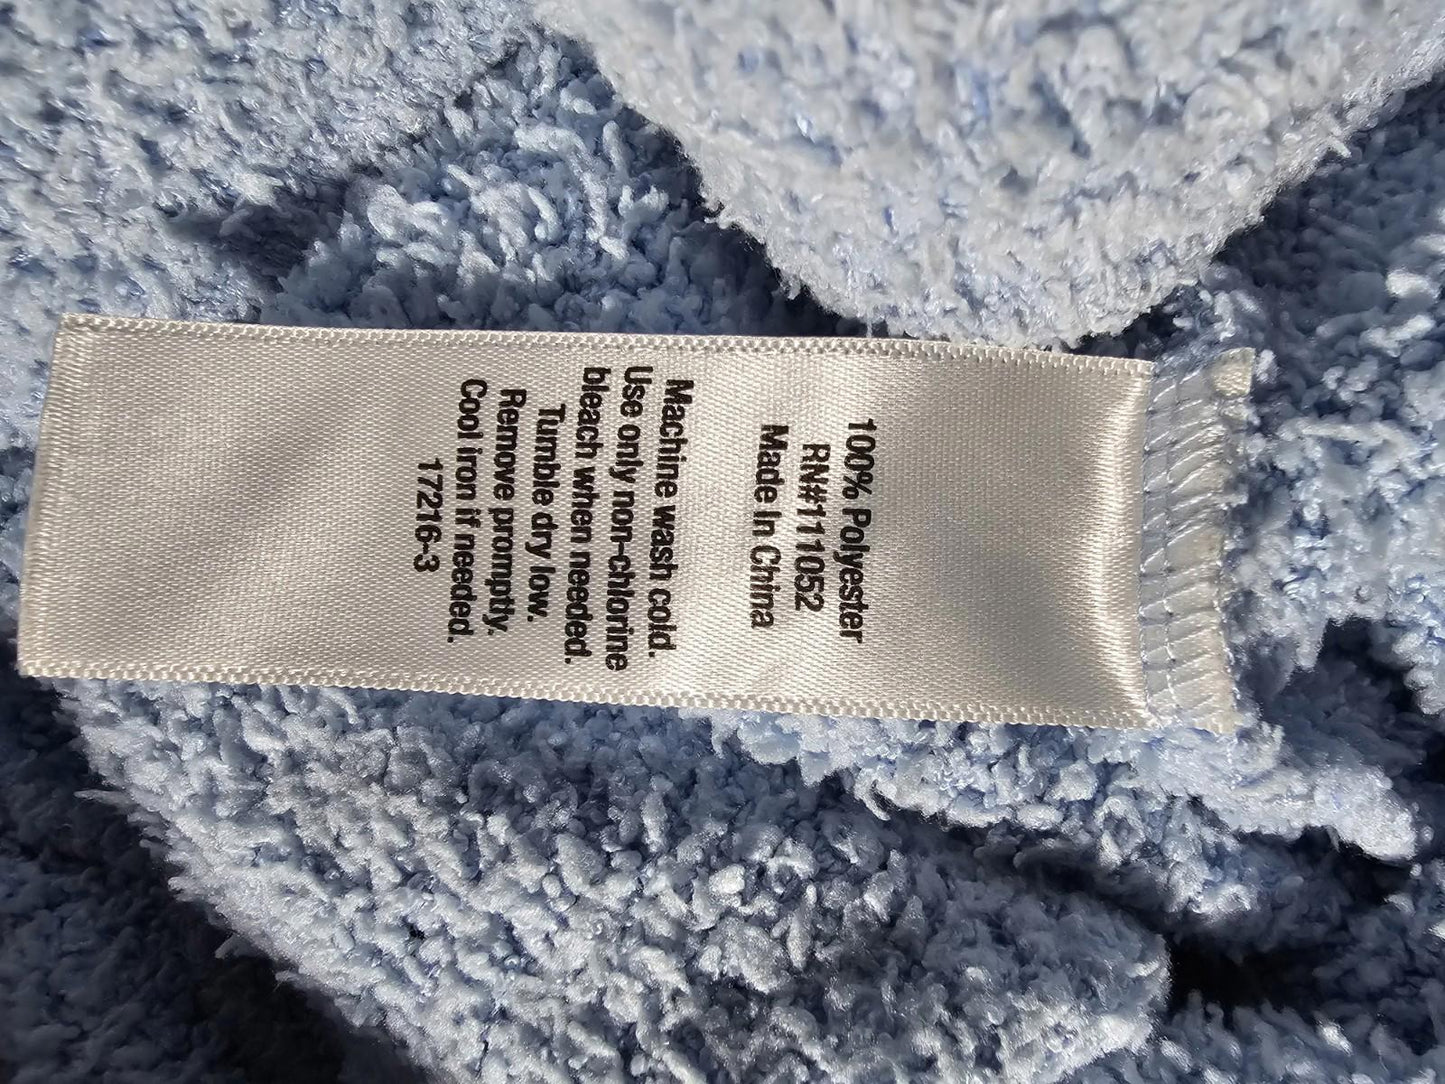 100% Polyester
RN#111052
Made In China
Machine wash cold.
Use only non-chlorine
bleach when needed.
Tumble dry low.
Remove promptly.
Cool iron if needed.
17216-3